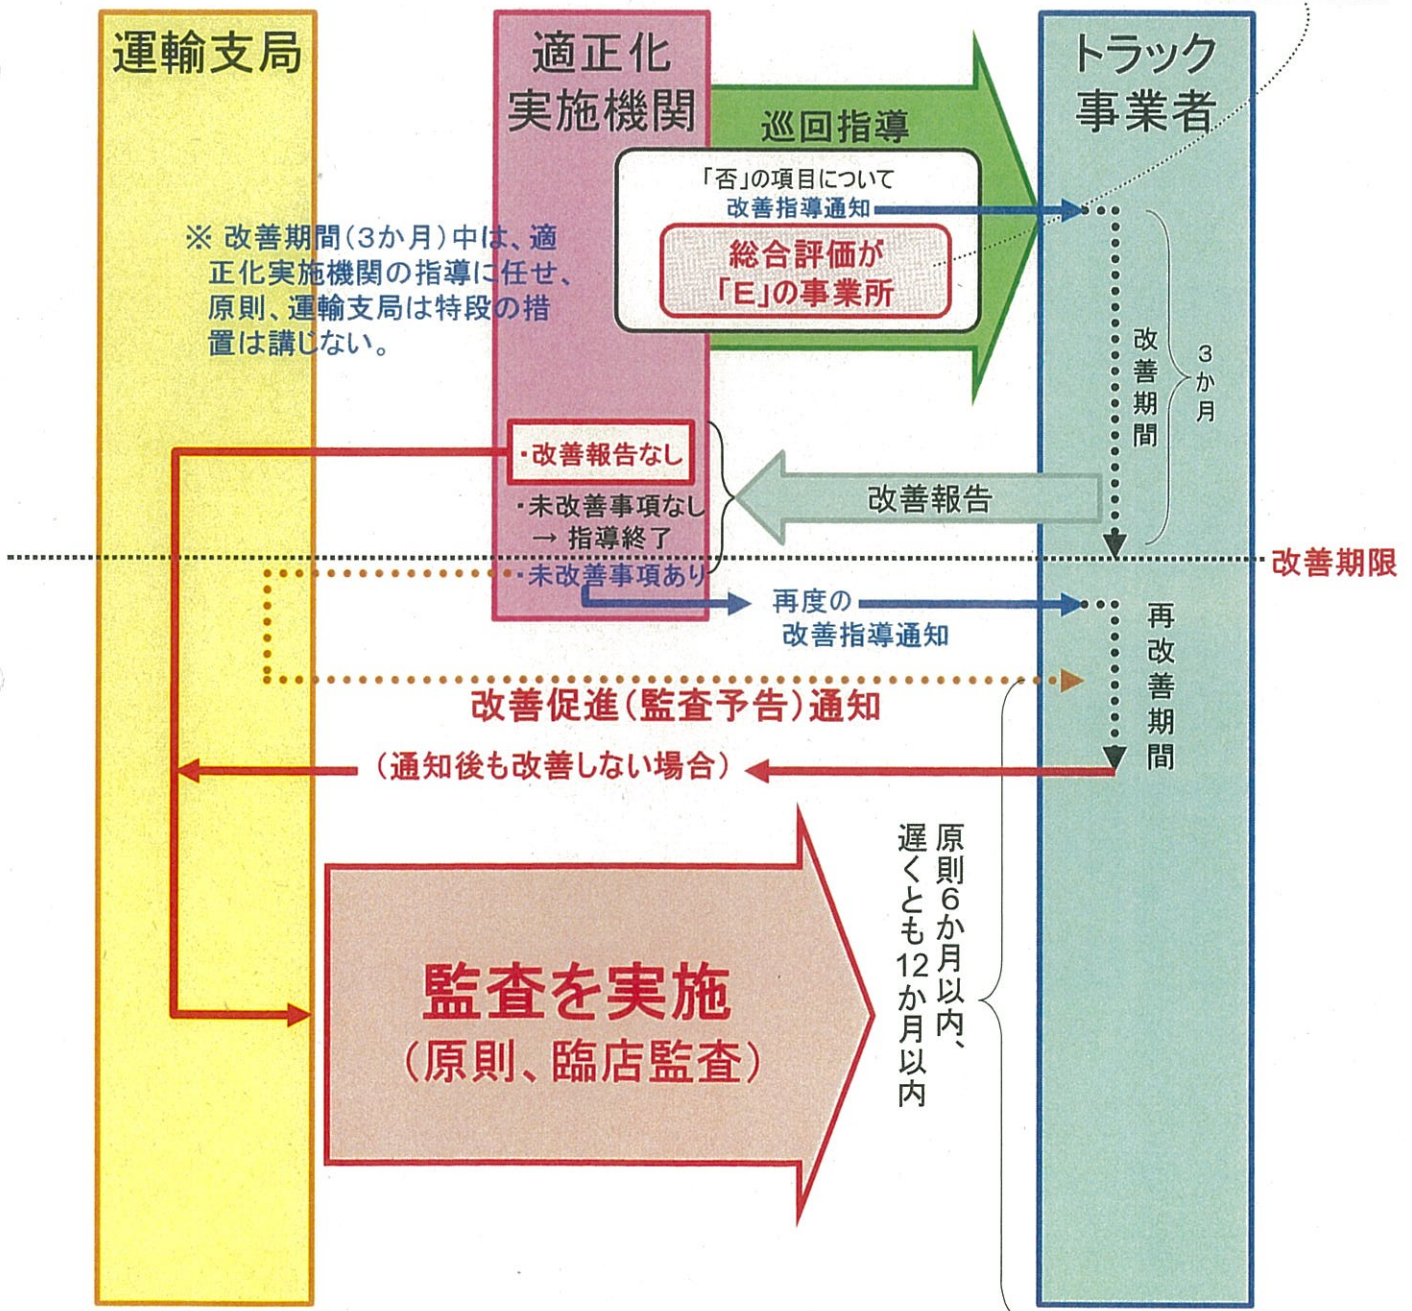 運輸支局
適正化
実施機関
トラック
事業者
巡回指導
「否」の項目について
改善指導通知
総合評価が
「E」の事業所
※ 改善期間(3か月)中は、適
正化実施機関の指導に任せ、
原則、運輸支局は特段の措
置は講じない。
改善期間
3か月
・改善報告なし
・未改善事項なし
→ 指導終了
改善報告
改善期限
・未改善事項あり
再度の
改善指導通知
再改善期間
改善促進(監査予告)通知
(通知後も改善しない場合)
原則6か月以内、
遅くとも12か月以内
監査を実施
(原則、臨店監査)